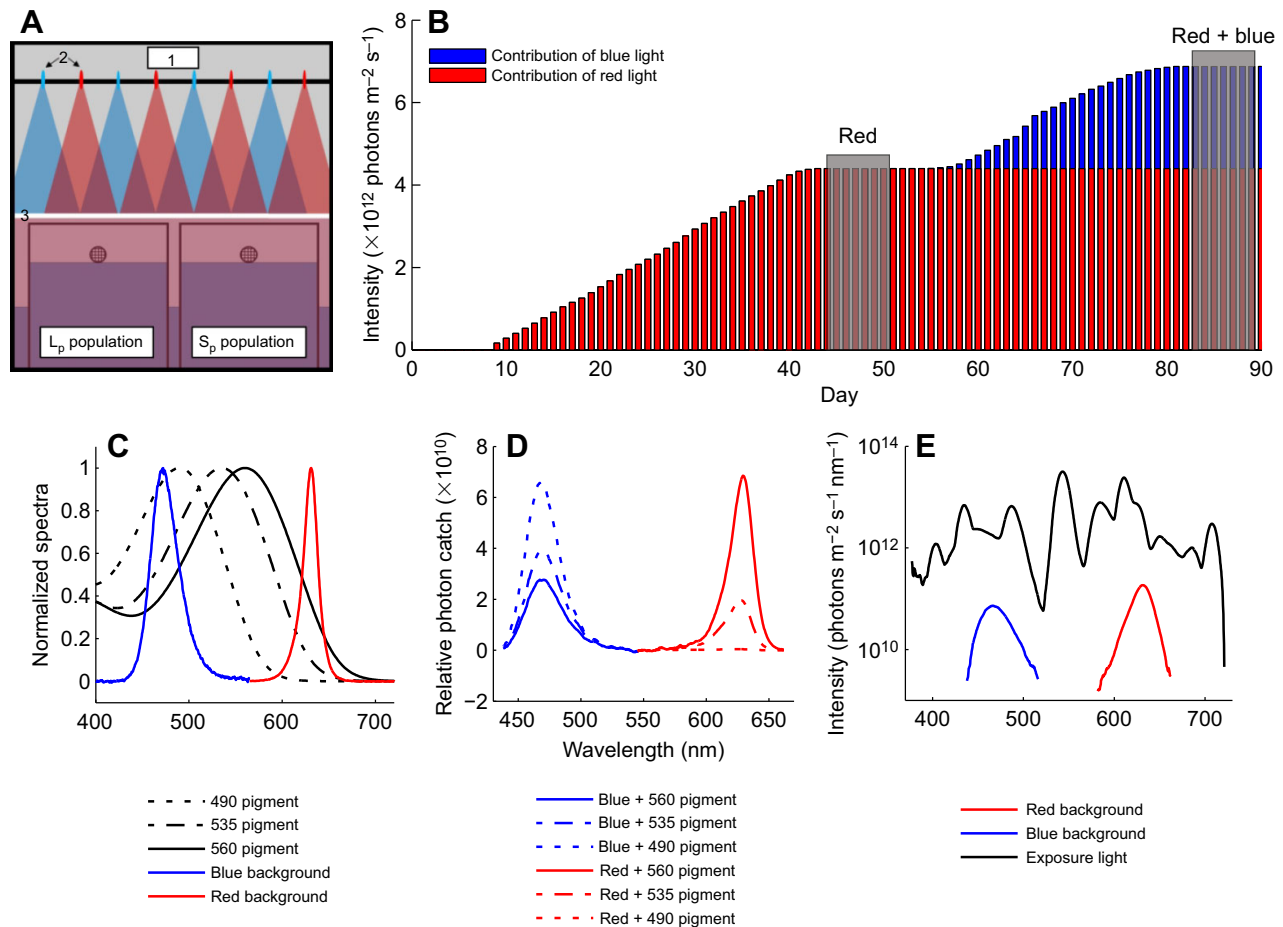 A
1
2
3
Lp population
Sp population
B
Contribution of blue light
Contribution of red light
Red
Red + blue
Intensity (×10¹² photons m⁻² s⁻¹)
8
6
4
2
0
0 10 20 30 40 50 60 70 80 90
Day
C
Normalized spectra
1
0.8
0.6
0.4
0.2
0
400 500 600 700
490 pigment
535 pigment
560 pigment
Blue background
Red background
D
Relative photon catch (×10¹⁰)
8
6
4
2
0
−2
450 500 550 600 650
Wavelength (nm)
Blue + 560 pigment
Blue + 535 pigment
Blue + 490 pigment
Red + 560 pigment
Red + 535 pigment
Red + 490 pigment
E
Intensity (photons m⁻² s⁻¹ nm⁻¹)
10¹⁴
10¹²
10¹⁰
400 500 600 700
Red background
Blue background
Exposure light